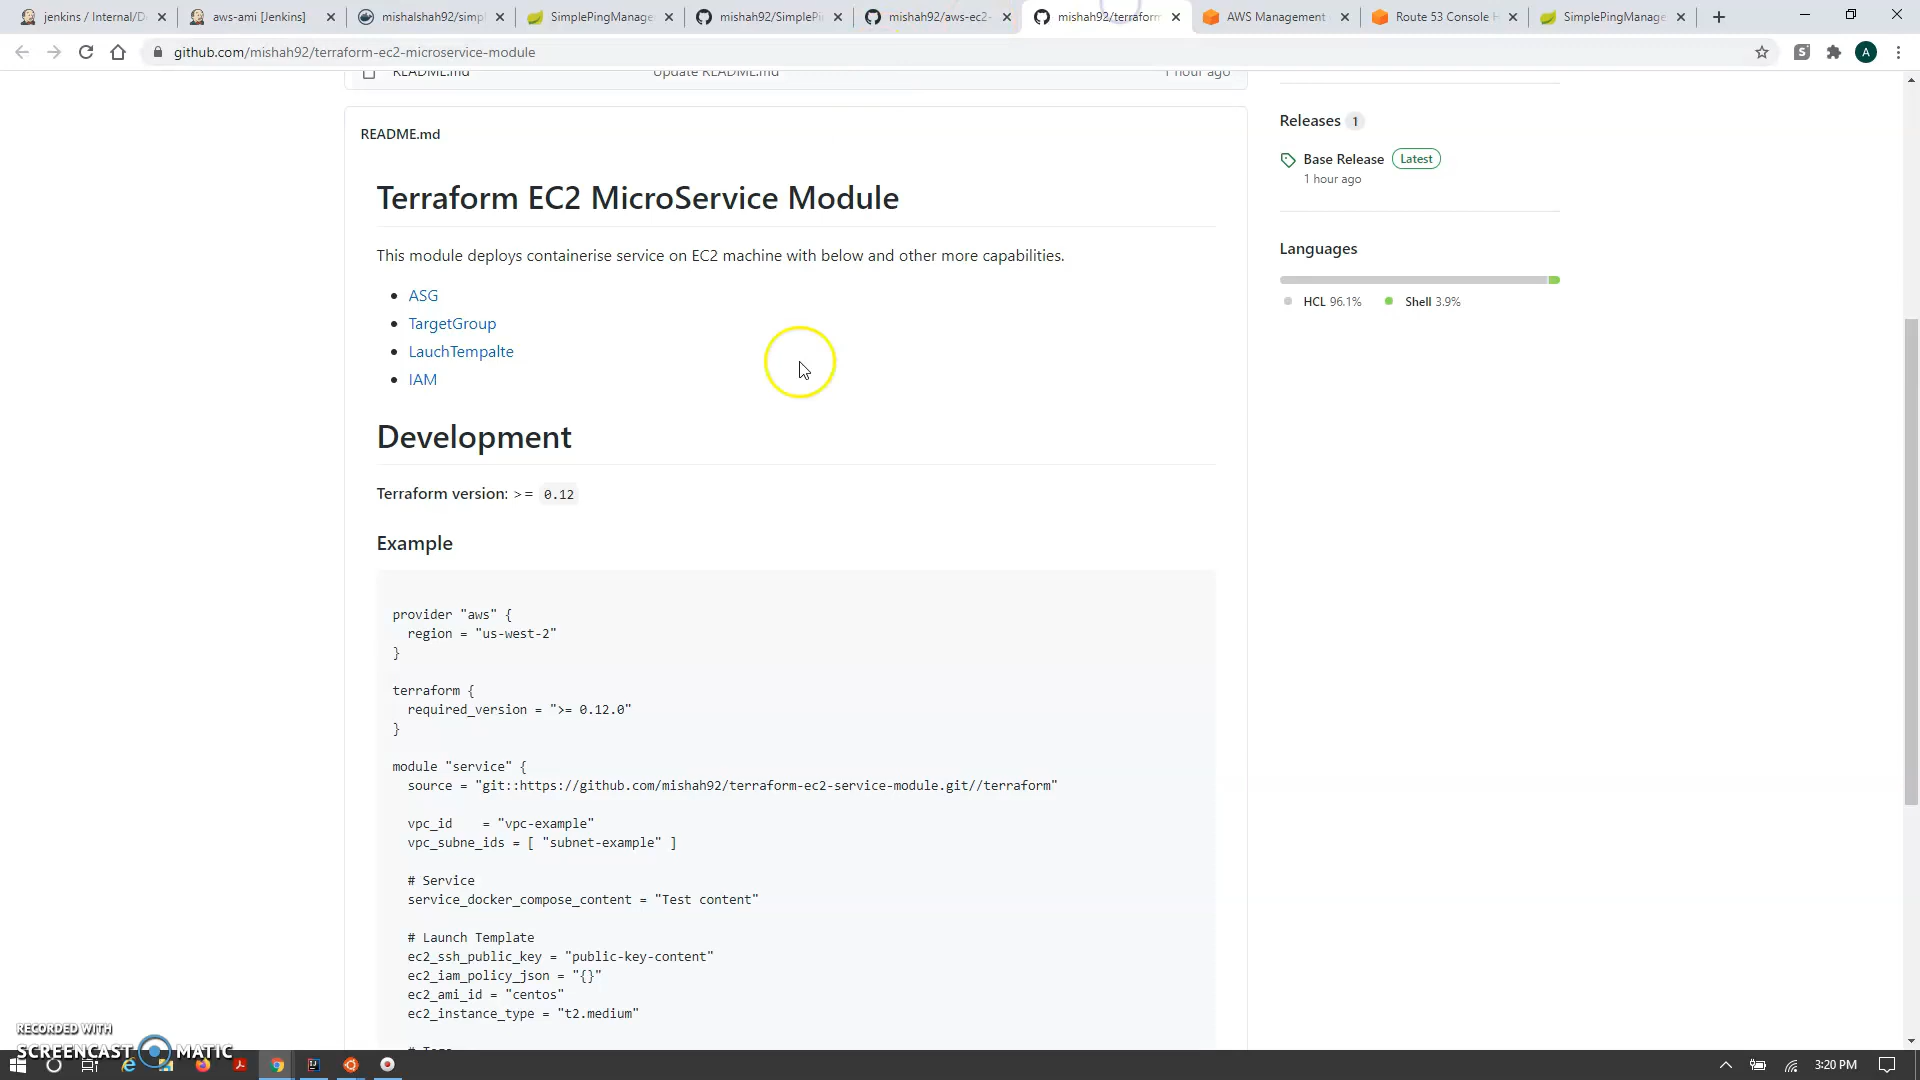 jenkins / Internal/D
aws-ami [Jenkins]
mishalshah92/simpl
SimplePingManage
mishah92/SimplePi
mishah92/aws-ec2-
mishah92/terraform
AWS Management
Route 53 Console H
SimplePingManage
github.com/mishah92/terraform-ec2-microservice-module
A
README.md
Update README.md
1 hour ago
README.md
Terraform EC2 MicroService Module
This module deploys containerise service on EC2 machine with below and other more capabilities.
ASG
TargetGroup
LauchTempalte
IAM
Development
Terraform version: >= 0.12
Example
provider "aws" {
region = "us-west-2"
}
terraform {
required_version = ">= 0.12.0"
}
module "service" {
source = "git::https://github.com/mishah92/terraform-ec2-service-module.git//terraform"
vpc_id = "vpc-example"
vpc_subne_ids = [ "subnet-example" ]
# Service
service_docker_compose_content = "Test content"
# Launch Template
ec2_ssh_public_key = "public-key-content"
ec2_iam_policy_json = "{}"
ec2_ami_id = "centos"
ec2_instance_type = "t2.medium"
Releases 1
Base Release Latest
1 hour ago
Languages
HCL 96.1% Shell 3.9%
RECORDED WITH
SCREENCAST MATIC
3:20 PM